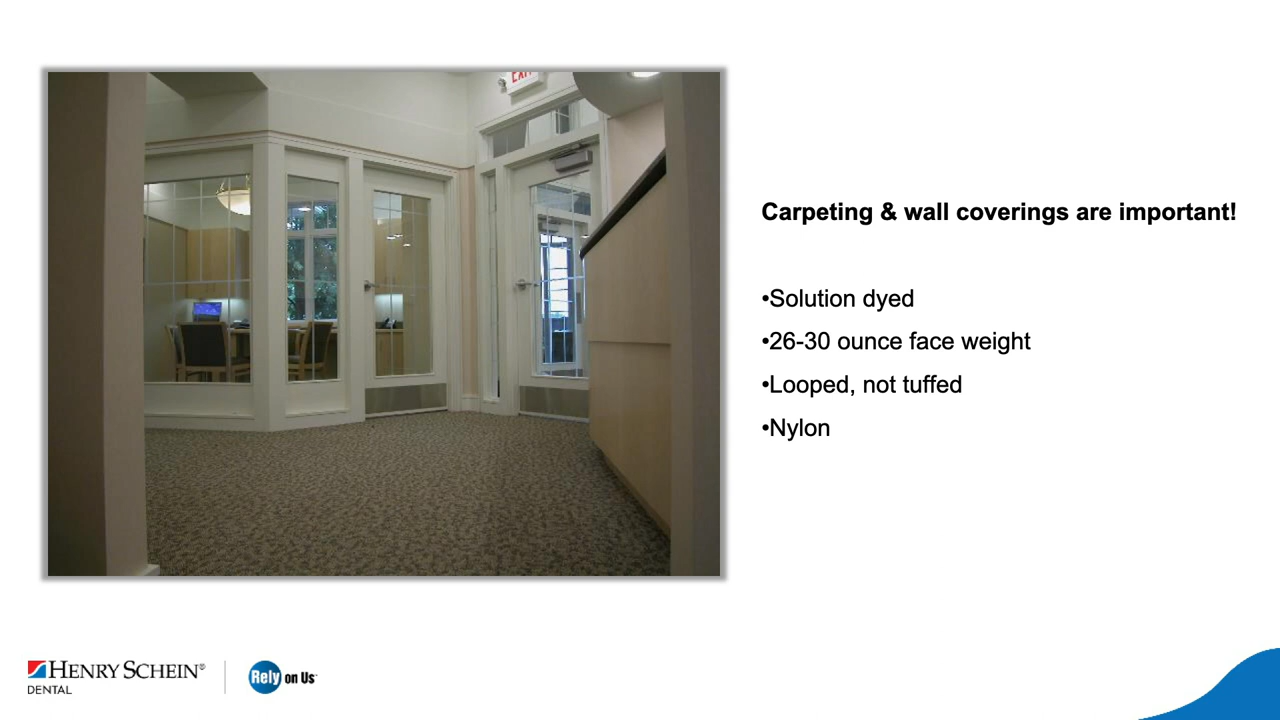 EXIT
Carpeting & wall coverings are important!
•Solution dyed
•26-30 ounce face weight
•Looped, not tuffed
•Nylon
HENRY SCHEIN®
DENTAL
Rely on Us™